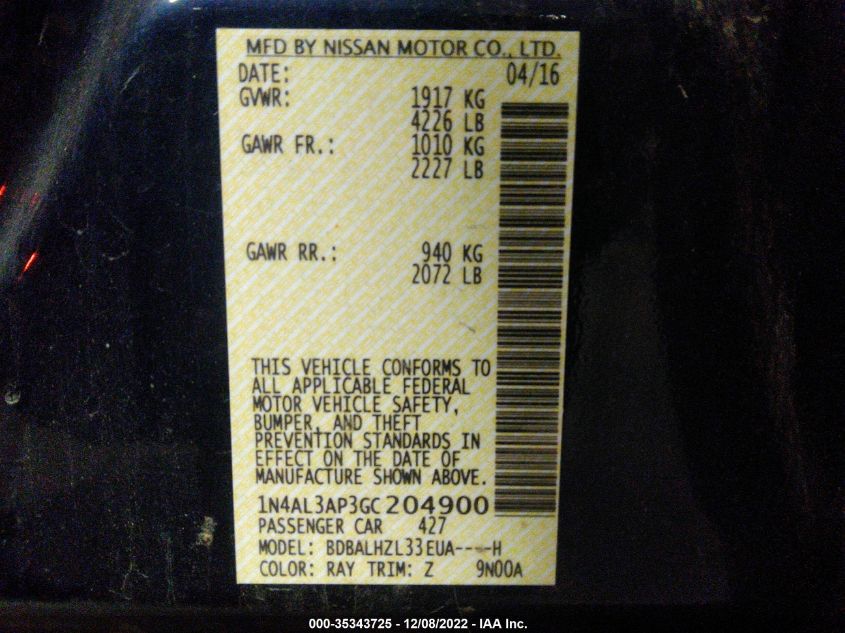 MFD BY NISSAN MOTOR CO., LTD.
DATE: 04/16
GVWR: 1917 KG
4226 LB
GAWR FR.: 1010 KG
2227 LB
GAWR RR.: 940 KG
2072 LB
THIS VEHICLE CONFORMS TO
ALL APPLICABLE FEDERAL
MOTOR VEHICLE SAFETY,
BUMPER, AND THEFT
PREVENTION STANDARDS IN
EFFECT ON THE DATE OF
MANUFACTURE SHOWN ABOVE.
1N4AL3AP3GC204900
PASSENGER CAR 427
MODEL: BDBALHZL33EUA----H
COLOR: RAY TRIM: Z 9N00A
000-35343725 - 12/08/2022 - IAA Inc.